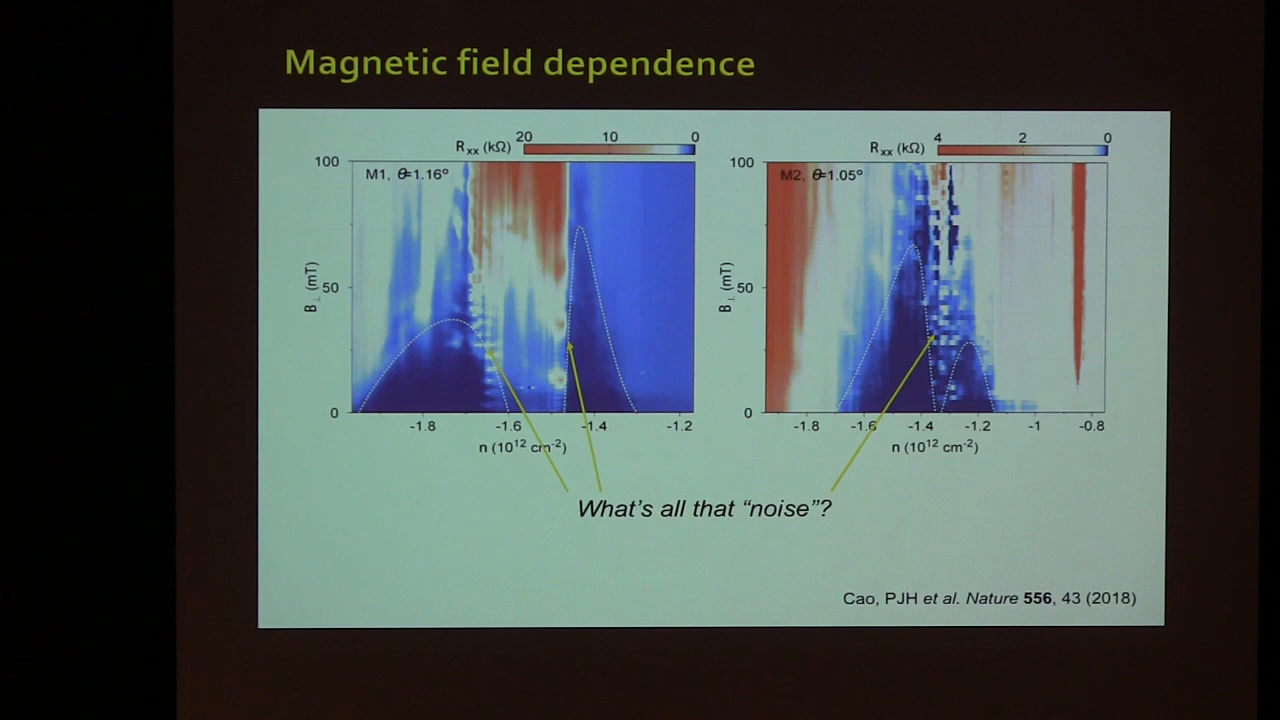 Magnetic field dependence
Rxx (kΩ) 20 10 0
Rxx (kΩ) 4 2 0
100
M1, θ=1.16º
50
0
B⊥ (mT)
-1.8 -1.6 -1.4 -1.2
n (10¹² cm⁻²)
100
M2, θ=1.05º
50
0
B⊥ (mT)
-1.8 -1.6 -1.4 -1.2 -1 -0.8
n (10¹² cm⁻²)
What's all that “noise”?
Cao, PJH et al. Nature 556, 43 (2018)